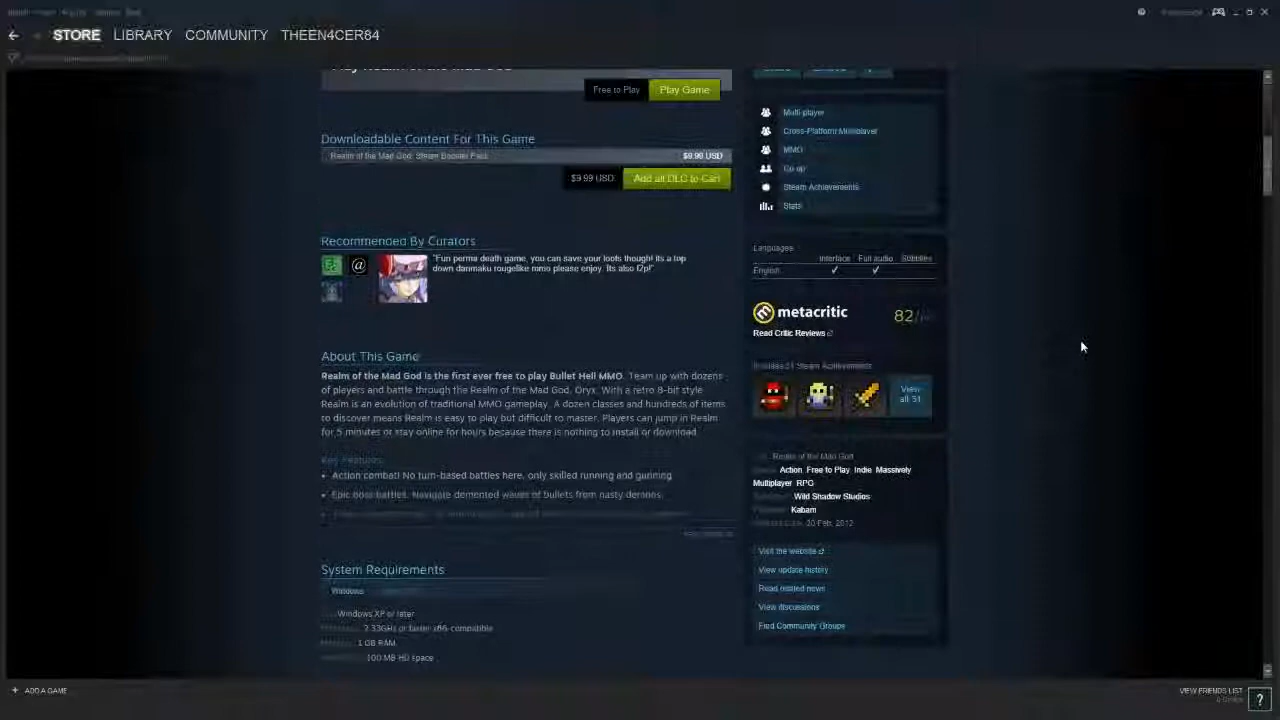 STORE LIBRARY COMMUNITY THEEN4CER84
Free to Play Play Game
Downloadable Content For This Game
Realm of the Mad God: Steam Booster Pack $9.99 USD
$9.99 USD Add all DLC to Cart
Recommended By Curators
"Fun perma death game, you can save your loots though! its a top
down danmaku rougelike romo please enjoy. Its also f2p!"
About This Game
Realm of the Mad God is the first ever free to play Bullet Hell MMO. Team up with dozens
of players and battle through the Realm of the Mad God, Oryx. With a retro 8-bit style
Realm is an evolution of traditional MMO gameplay. A dozen classes and hundreds of items
to discover means Realm is easy to play but difficult to master. Players can jump in Realm
for 5 minutes or stay online for hours because there is nothing to install or download.
Key Features:
Action combat! No turn-based battles here, only skilled running and gunning
Epic boss battles. Navigate demented waves of bullets from nasty demons.
System Requirements
Windows
Windows XP or later
2.33GHz or faster x86-compatible
1 GB RAM
100 MB HD space
Multi-player
Cross-Platform Multiplayer
MMO
Co-op
Steam Achievements
Stats
Languages:
Interface Full audio Subtitles
English ✓ ✓
metacritic 82/
Read Critic Reviews
Steam Achievements
View
all 31
Realm of the Mad God
Action Free to Play Indie Massively
Multiplayer RPG
Wild Shadow Studios
Kabam
20 Feb, 2012
Visit the website
View update history
Read related news
View discussions
Find Community Groups
+ ADD A GAME
VIEW FRIENDS LIST
?